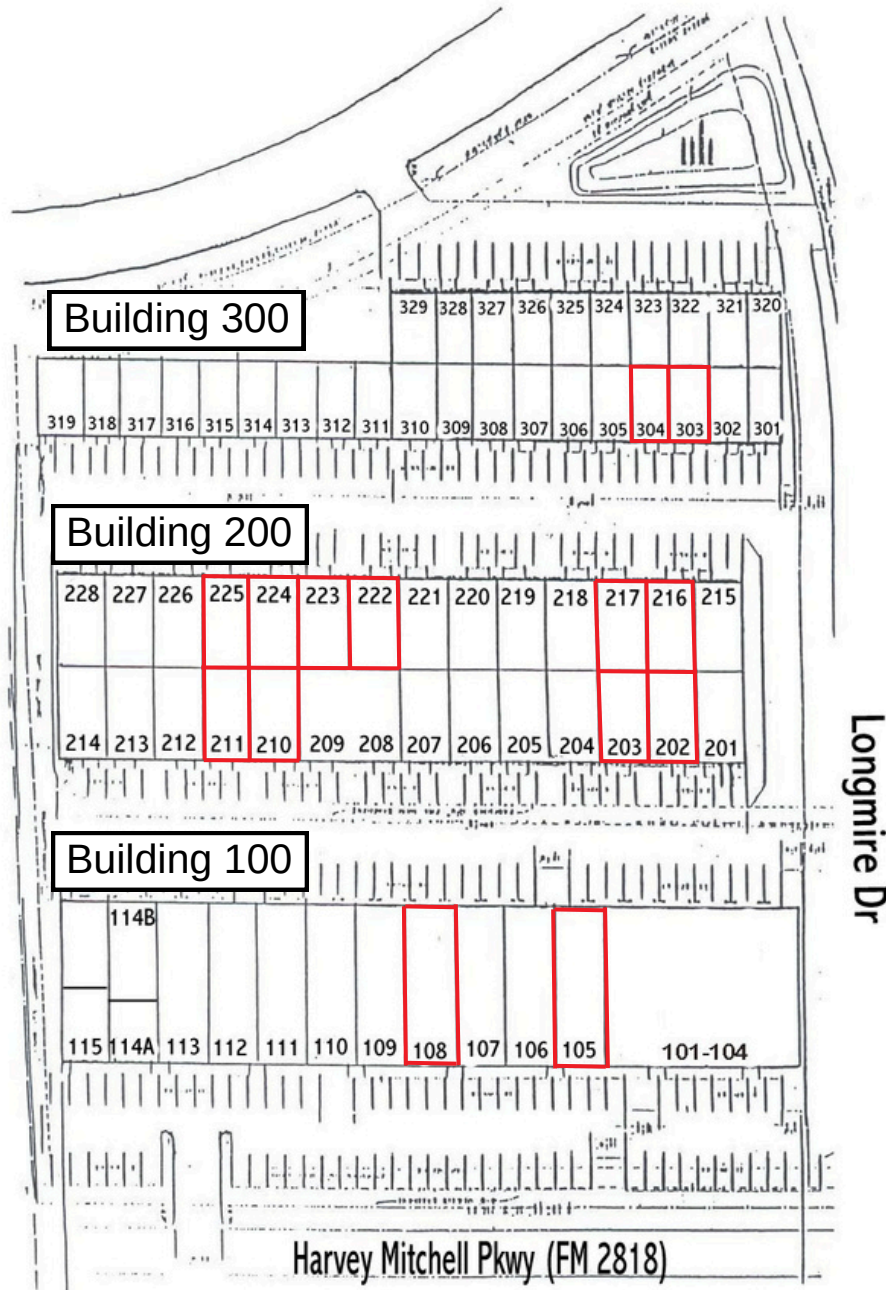 Building 300
329 328 327 326 325 324 323 322 321 320
319 318 317 316 315 314 313 312 311 310 309 308 307 306 305 304 303 302 301
Building 200
228 227 226 225 224 223 222 221 220 219 218 217 216 215
214 213 212 211 210 209 208 207 206 205 204 203 202 201
Longmire Dr
Building 100
114B
115 114A 113 112 111 110 109 108 107 106 105 101-104
Harvey Mitchell Pkwy (FM 2818)